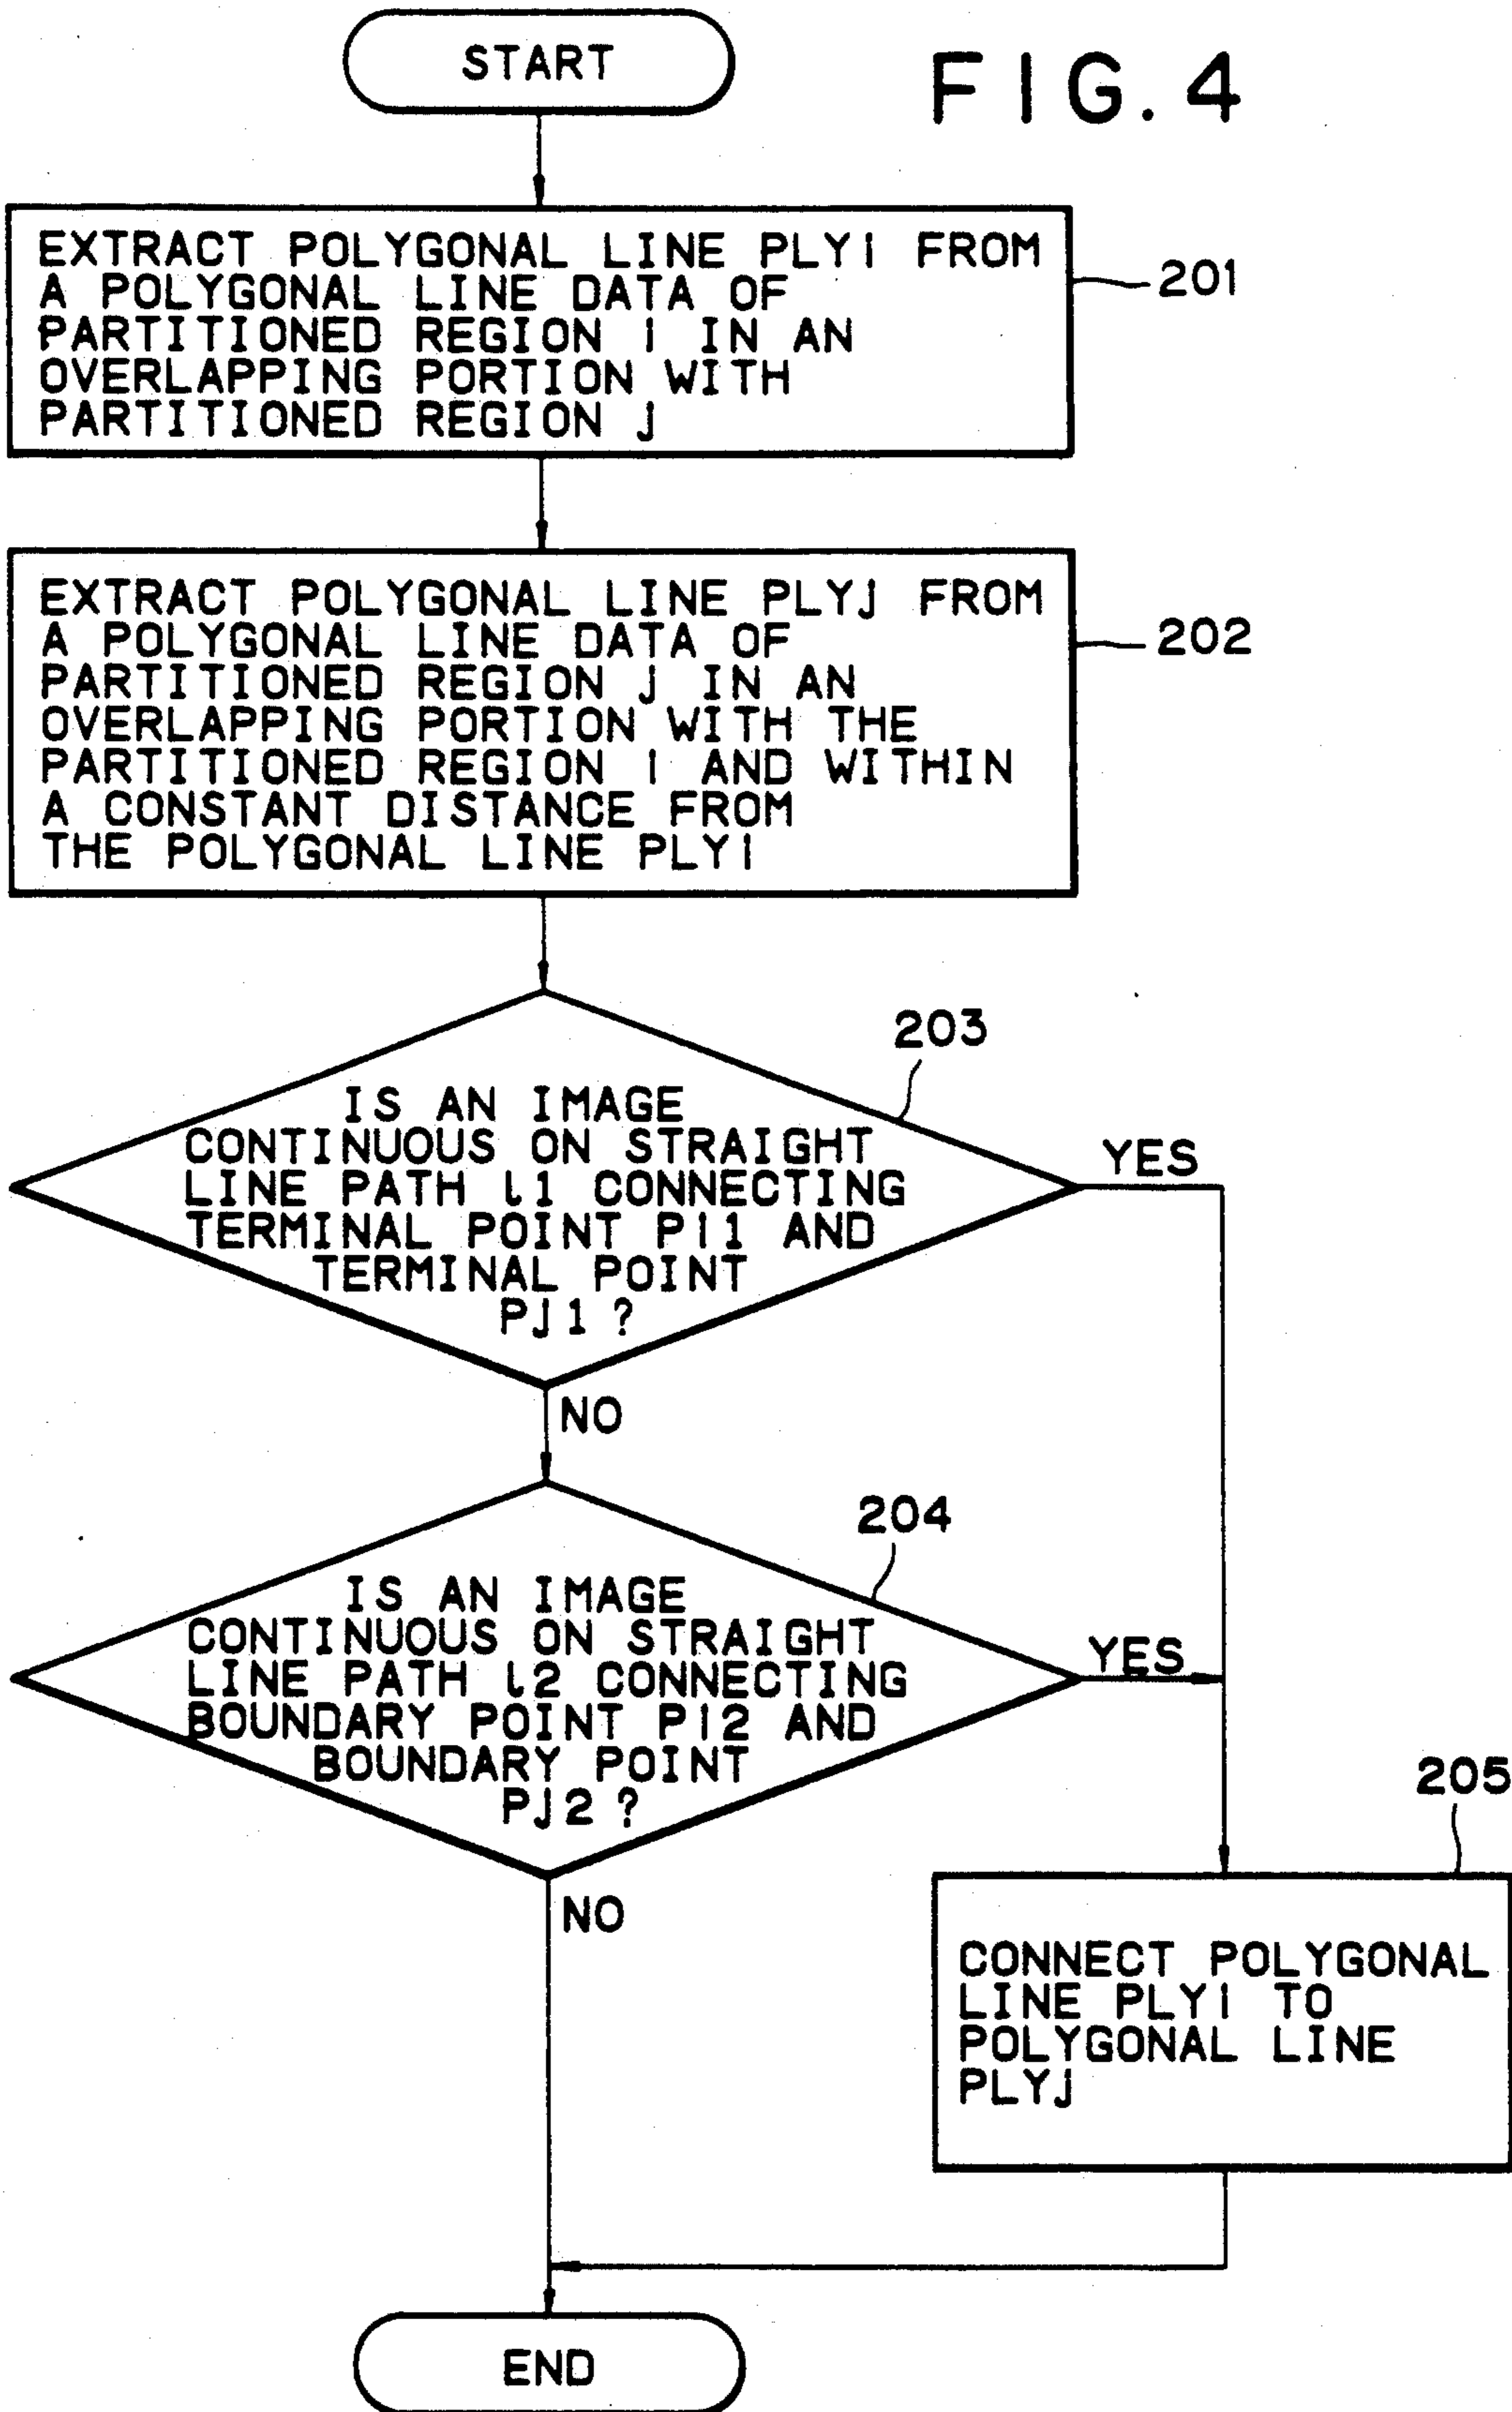 START
FIG. 4
EXTRACT POLYGONAL LINE PLYi FROM
A POLYGONAL LINE DATA OF
PARTITIONED REGION i IN AN
OVERLAPPING PORTION WITH
PARTITIONED REGION j
201
EXTRACT POLYGONAL LINE PLYj FROM
A POLYGONAL LINE DATA OF
PARTITIONED REGION j IN AN
OVERLAPPING PORTION WITH THE
PARTITIONED REGION i AND WITHIN
A CONSTANT DISTANCE FROM
THE POLYGONAL LINE PLYi
202
203
IS AN IMAGE
CONTINUOUS ON STRAIGHT
LINE PATH l1 CONNECTING
TERMINAL POINT Pi1 AND
TERMINAL POINT
Pj1 ?
YES
NO
204
IS AN IMAGE
CONTINUOUS ON STRAIGHT
LINE PATH l2 CONNECTING
BOUNDARY POINT Pi2 AND
BOUNDARY POINT
Pj2 ?
YES
NO
205
CONNECT POLYGONAL
LINE PLYi TO
POLYGONAL LINE
PLYj
END